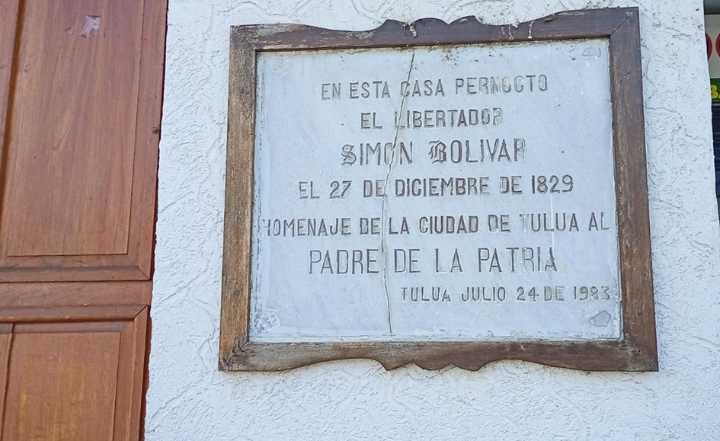 EN ESTA CASA PERNOCTO
EL LIBERTADOR
SIMON BOLIVAR
EL 27 DE DICIEMBRE DE 1829
HOMENAJE DE LA CIUDAD DE TULUA AL
PADRE DE LA PATRIA
TULUA JULIO 24 DE 1983